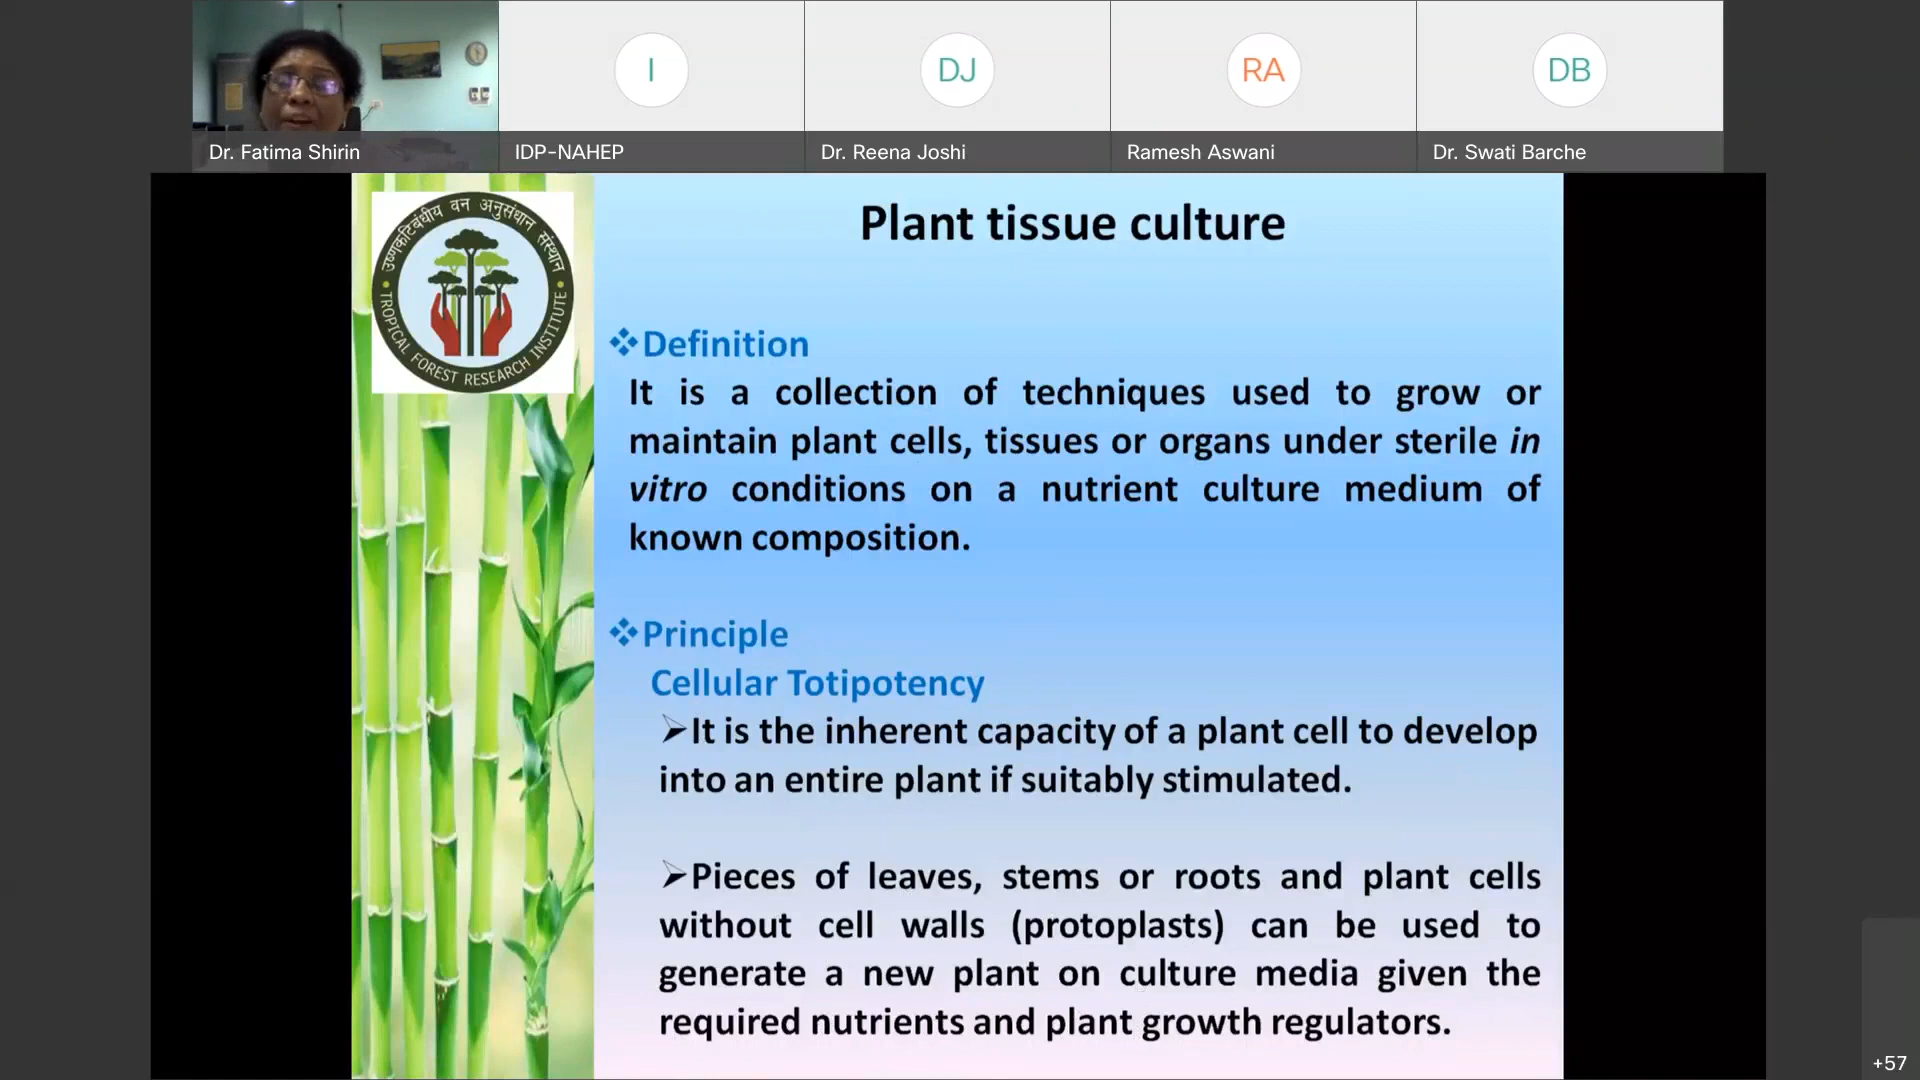 I
DJ
RA
DB
Dr. Fatima Shirin
IDP-NAHEP
Dr. Reena Joshi
Ramesh Aswani
Dr. Swati Barche
उष्णकटिबंधीय वन अनुसंधान संस्थान
TROPICAL FOREST RESEARCH INSTITUTE
Plant tissue culture
❖Definition
It is a collection of techniques used to grow or
maintain plant cells, tissues or organs under sterile in
vitro conditions on a nutrient culture medium of
known composition.
❖Principle
Cellular Totipotency
➢It is the inherent capacity of a plant cell to develop
into an entire plant if suitably stimulated.
➢Pieces of leaves, stems or roots and plant cells
without cell walls (protoplasts) can be used to
generate a new plant on culture media given the
required nutrients and plant growth regulators.
+57